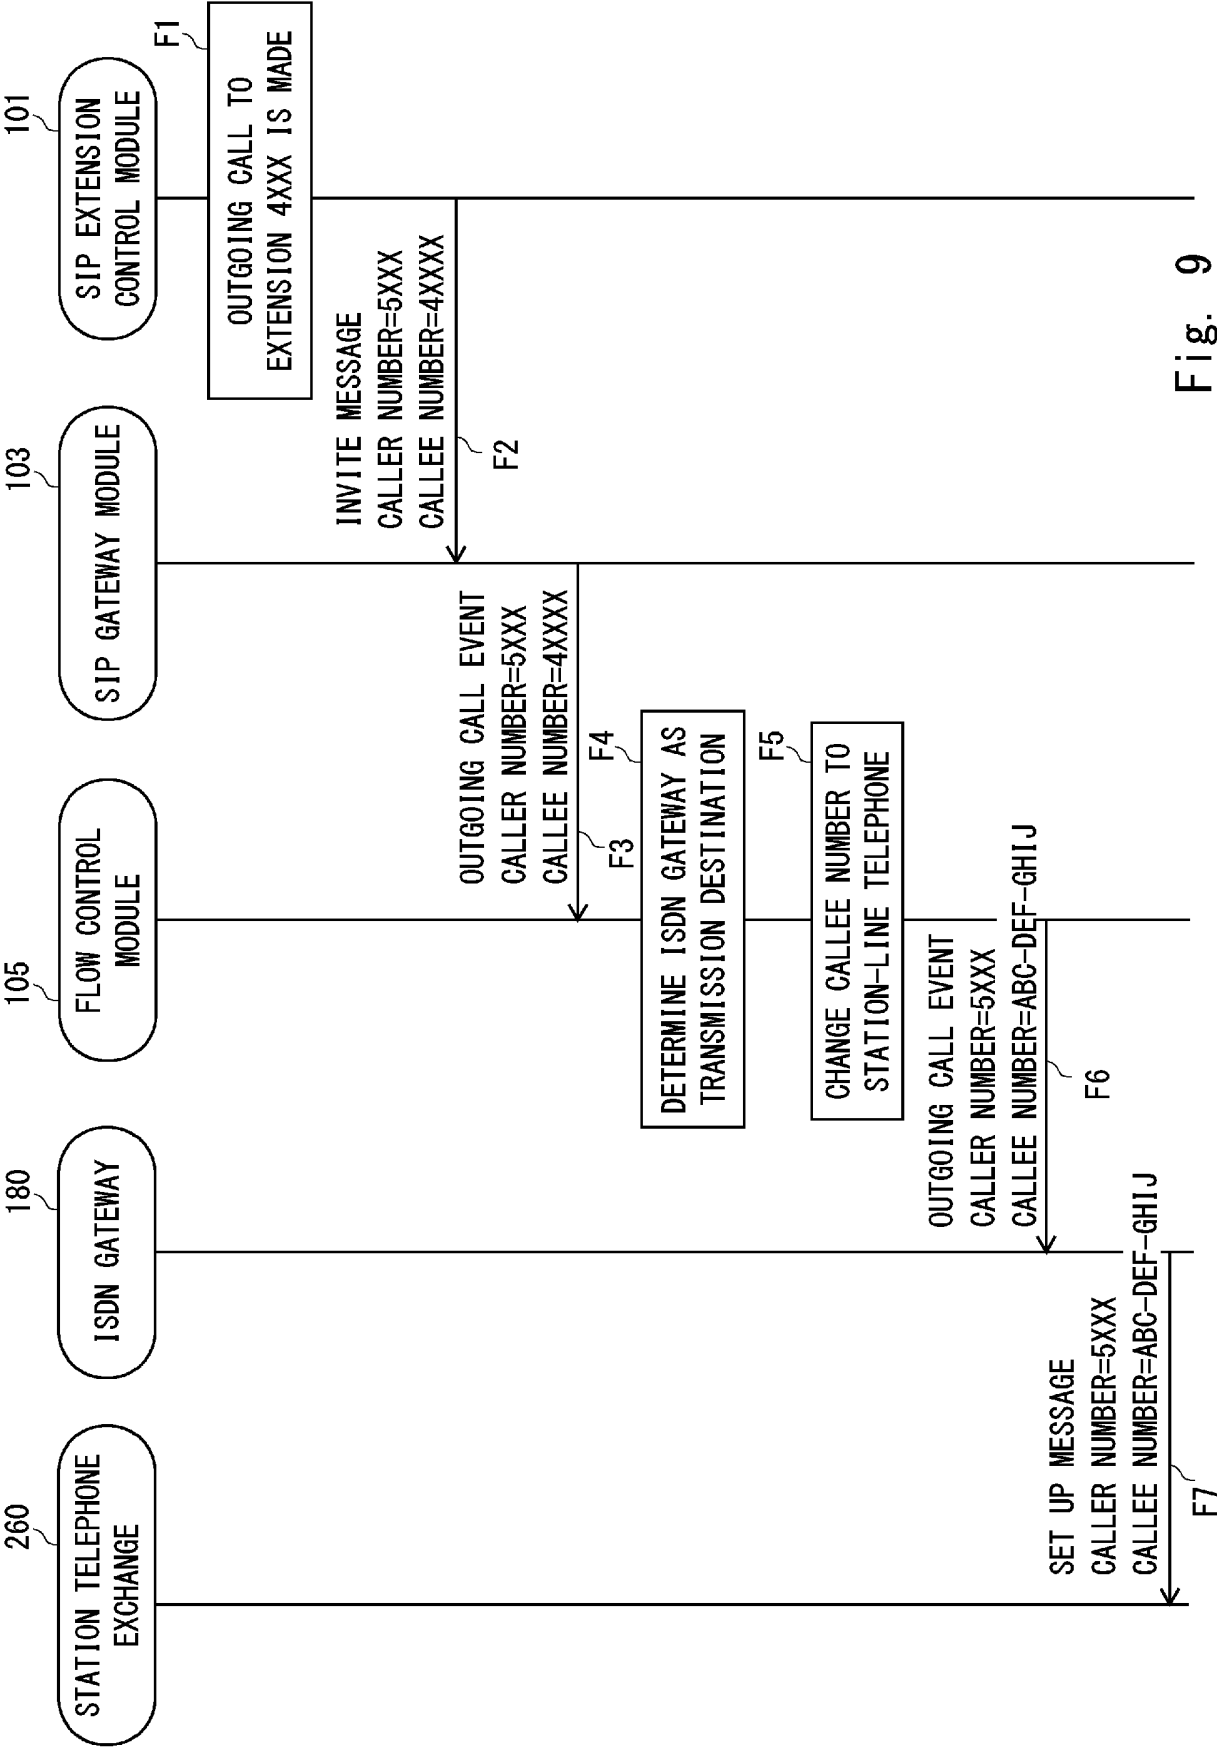 260
STATION TELEPHONE
EXCHANGE
180
ISDN GATEWAY
105
FLOW CONTROL
MODULE
103
SIP GATEWAY MODULE
101
SIP EXTENSION
CONTROL MODULE
F1
OUTGOING CALL TO
EXTENSION 4XXX IS MADE
INVITE MESSAGE
CALLER NUMBER=5XXX
CALLEE NUMBER=4XXXX
F2
OUTGOING CALL EVENT
CALLER NUMBER=5XXX
CALLEE NUMBER=4XXXX
F3
F4
DETERMINE ISDN GATEWAY AS
TRANSMISSION DESTINATION
F5
CHANGE CALLEE NUMBER TO
STATION-LINE TELEPHONE
OUTGOING CALL EVENT
CALLER NUMBER=5XXX
CALLEE NUMBER=ABC-DEF-GHIJ
F6
SET UP MESSAGE
CALLER NUMBER=5XXX
CALLEE NUMBER=ABC-DEF-GHIJ
F7
Fig. 9